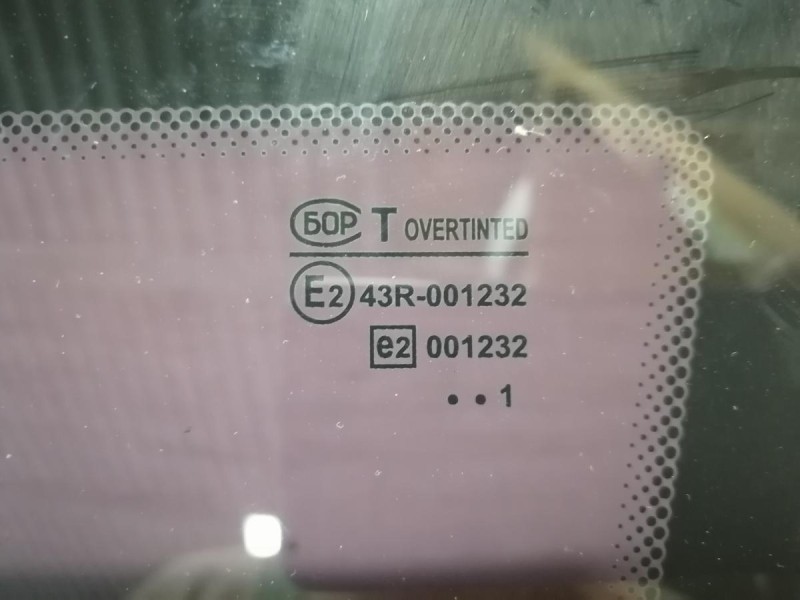 БОР T OVERTINTED
E2 43R-001232
e2 001232
• • 1